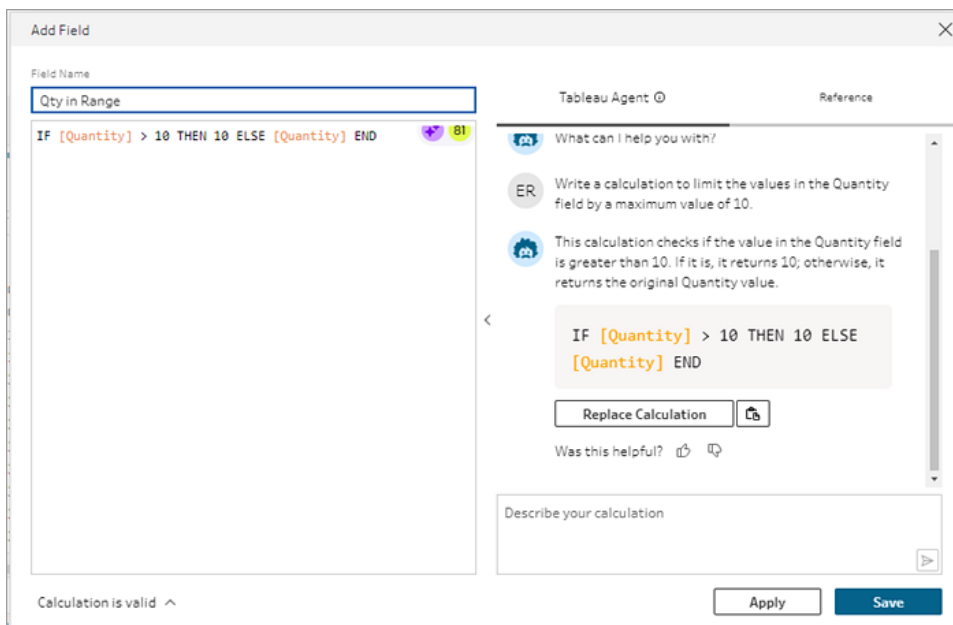 Add Field
Field Name
Qty in Range
IF [Quantity] > 10 THEN 10 ELSE [Quantity] END
81
Tableau Agent
Reference
What can I help you with?
ER
Write a calculation to limit the values in the Quantity
field by a maximum value of 10.
This calculation checks if the value in the Quantity field
is greater than 10. If it is, it returns 10; otherwise, it
returns the original Quantity value.
IF [Quantity] > 10 THEN 10 ELSE
[Quantity] END
Replace Calculation
Was this helpful?
Describe your calculation
Calculation is valid
Apply
Save